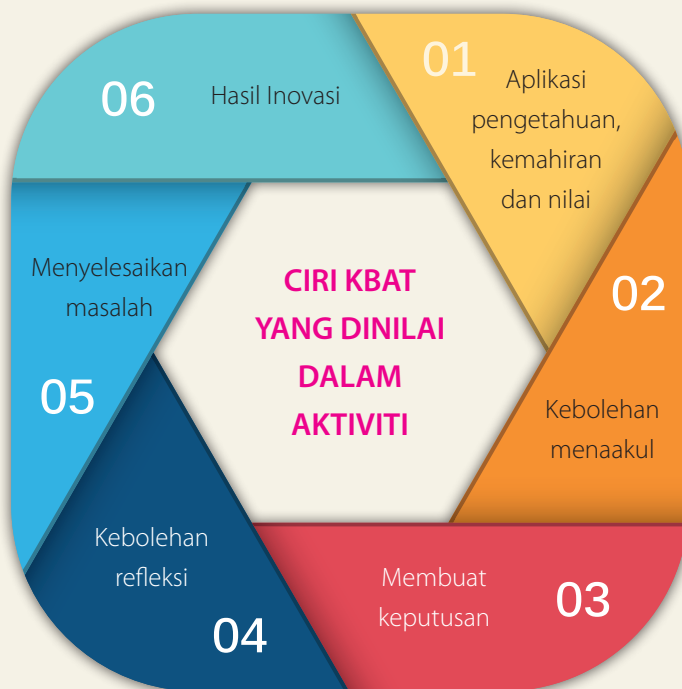 CIRI KBAT
YANG DINILAI
DALAM
AKTIVITI
01
Aplikasi
pengetahuan,
kemahiran
dan nilai
02
Kebolehan
menaakul
03
Membuat
keputusan
04
Kebolehan
refleksi
05
Menyelesaikan
masalah
06
Hasil Inovasi